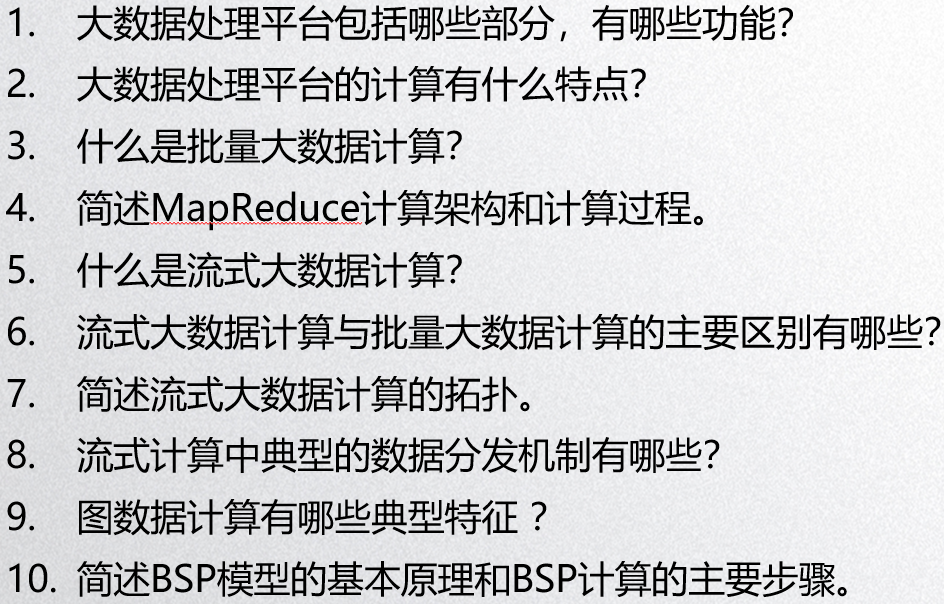 1. 大数据处理平台包括哪些部分，有哪些功能？
2. 大数据处理平台的计算有什么特点？
3. 什么是批量大数据计算？
4. 简述MapReduce计算架构和计算过程。
5. 什么是流式大数据计算？
6. 流式大数据计算与批量大数据计算的主要区别有哪些？
7. 简述流式大数据计算的拓扑。
8. 流式计算中典型的数据分发机制有哪些？
9. 图数据计算有哪些典型特征 ？
10. 简述BSP模型的基本原理和BSP计算的主要步骤。